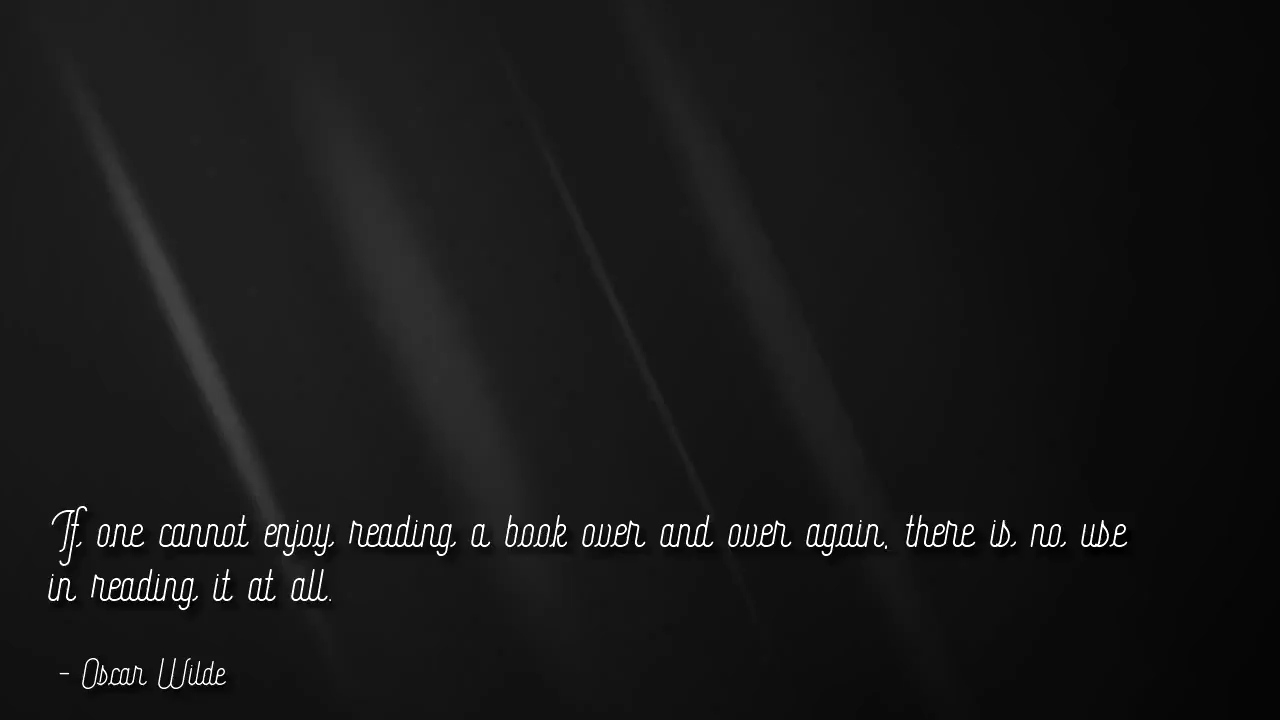 If one cannot enjoy reading a book over and over again, there is no use
in reading it at all.
- Oscar Wilde